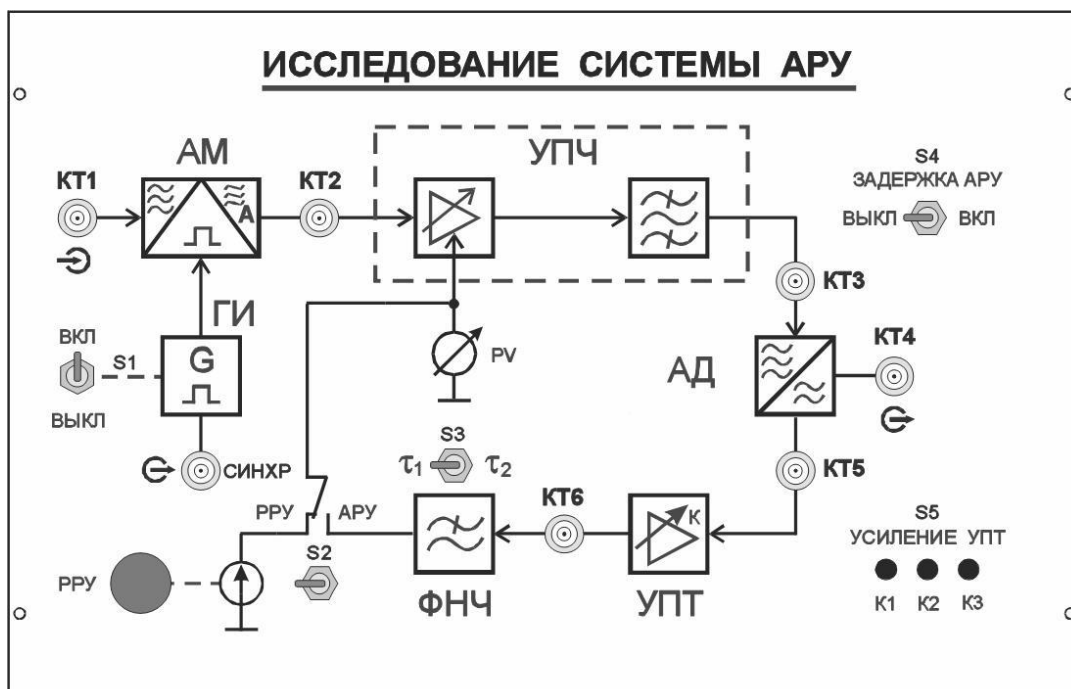 ИССЛЕДОВАНИЕ СИСТЕМЫ АРУ
АМ
УПЧ
S4
ЗАДЕРЖКА АРУ
ВЫКЛ
ВКЛ
КТ1
КТ2
A
КТ3
ГИ
ВКЛ
S1
G
ВЫКЛ
PV
АД
КТ4
S3
τ1
τ2
СИНХР
КТ5
КТ6
РРУ
АРУ
S2
К
S5
УСИЛЕНИЕ УПТ
РРУ
ФНЧ
УПТ
К1
К2
К3